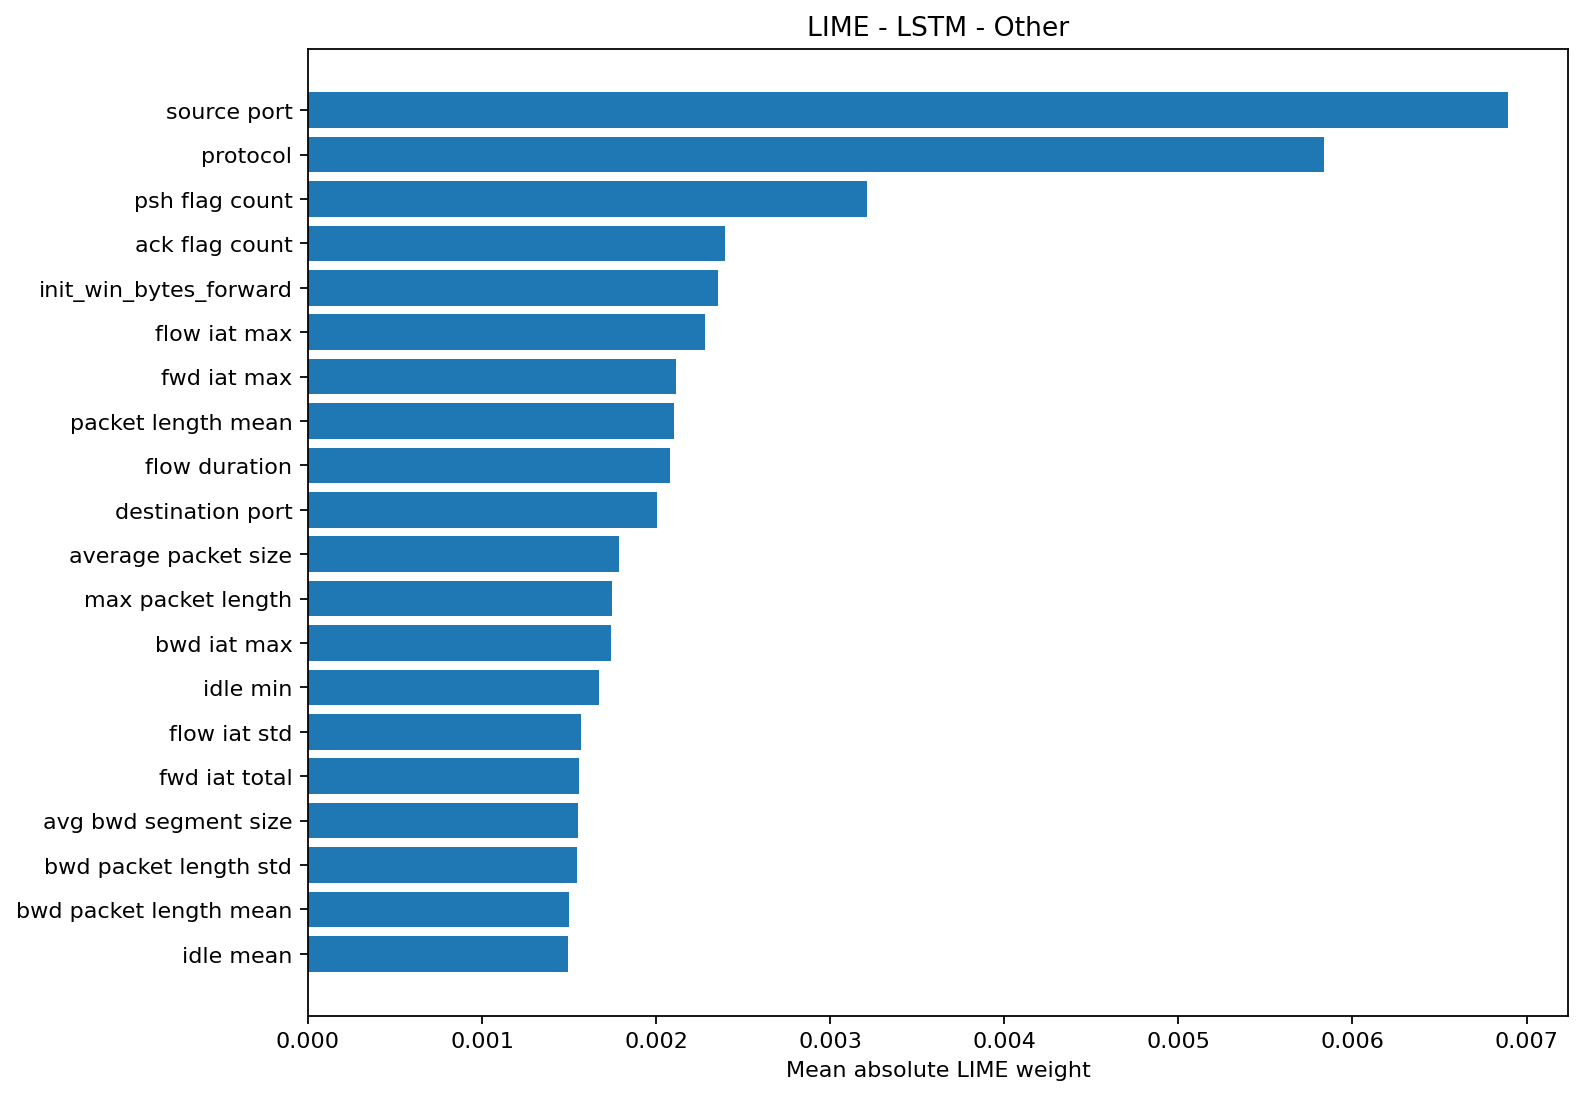 LIME - LSTM - Other
source port
protocol
psh flag count
ack flag count
init_win_bytes_forward
flow iat max
fwd iat max
packet length mean
flow duration
destination port
average packet size
max packet length
bwd iat max
idle min
flow iat std
fwd iat total
avg bwd segment size
bwd packet length std
bwd packet length mean
idle mean
0.000 0.001 0.002 0.003 0.004 0.005 0.006 0.007
Mean absolute LIME weight